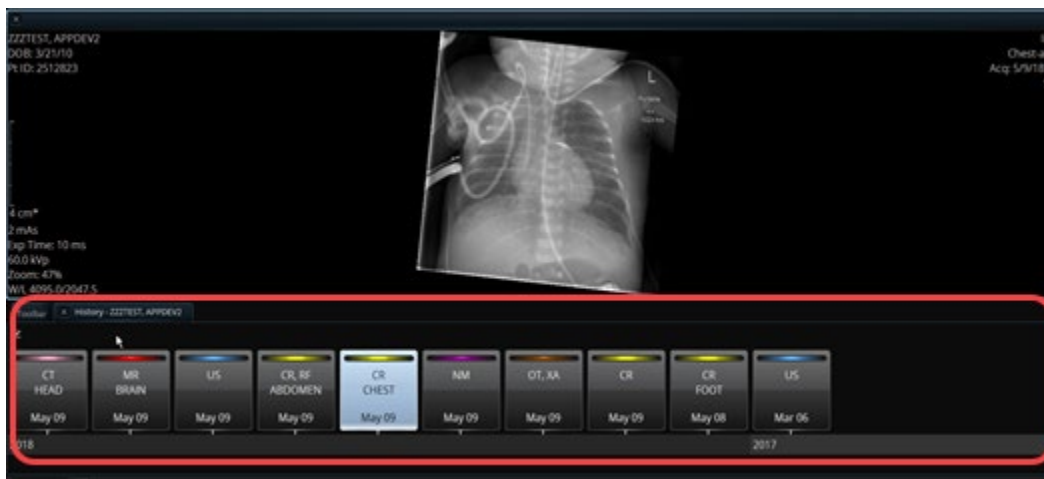 ZZZTEST, APPDEV2
DOB: 3/21/10
Pt ID: 2512823
Chest-a
Acq: 5/9/18
L
4 cm*
2 mAs
Exp Time: 10 ms
60.0 kVp
Zoom: 47%
W/L 4095.0/2047.5
Toolbar
× History - ZZZTEST, APPDEV2
CT
HEAD
May 09
MR
BRAIN
May 09
US
May 09
CR, RF
ABDOMEN
May 09
CR
CHEST
May 09
NM
May 09
OT, XA
May 09
CR
May 09
CR
FOOT
May 08
US
Mar 06
2018
2017